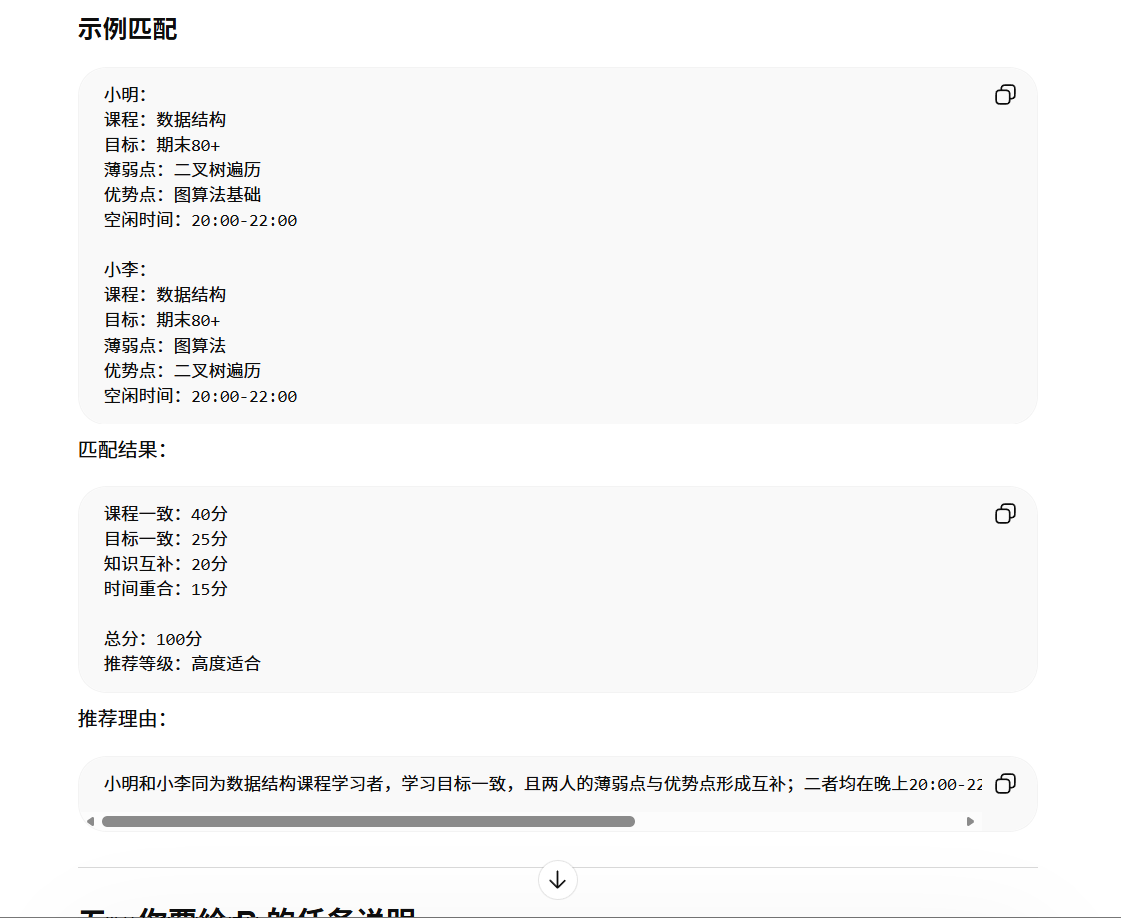 示例匹配
小明：
课程：数据结构
目标：期末80+
薄弱点：二叉树遍历
优势点：图算法基础
空闲时间：20:00-22:00
小李：
课程：数据结构
目标：期末80+
薄弱点：图算法
优势点：二叉树遍历
空闲时间：20:00-22:00
匹配结果：
课程一致：40分
目标一致：25分
知识互补：20分
时间重合：15分
总分：100分
推荐等级：高度适合
推荐理由：
小明和小李同为数据结构课程学习者，学习目标一致，且两人的薄弱点与优势点形成互补；二者均在晚上20:00-22
你要给 B 的任务说明